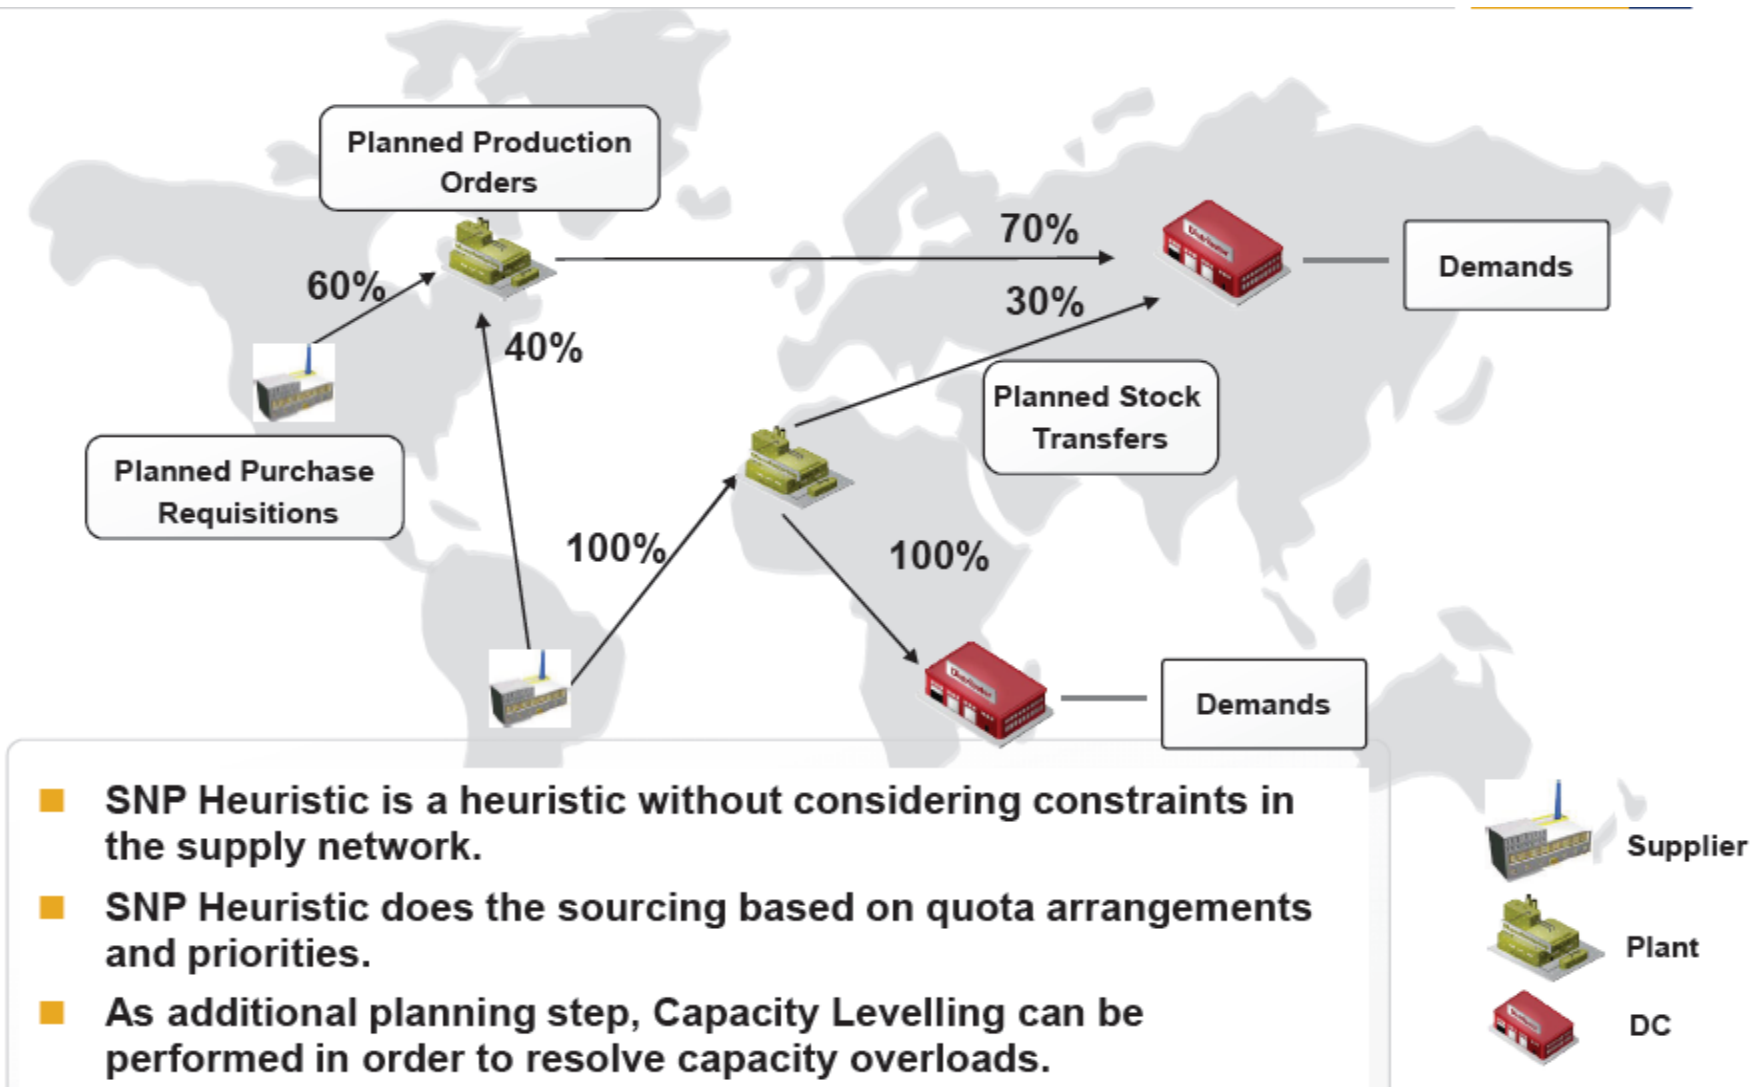 Planned Production
Orders
70%
60%
Demands
30%
40%
Planned Stock
Transfers
Planned Purchase
Requisitions
100%
100%
Demands
SNP Heuristic is a heuristic without considering constraints in
the supply network.
SNP Heuristic does the sourcing based on quota arrangements
and priorities.
As additional planning step, Capacity Levelling can be
performed in order to resolve capacity overloads.
Supplier
Plant
DC